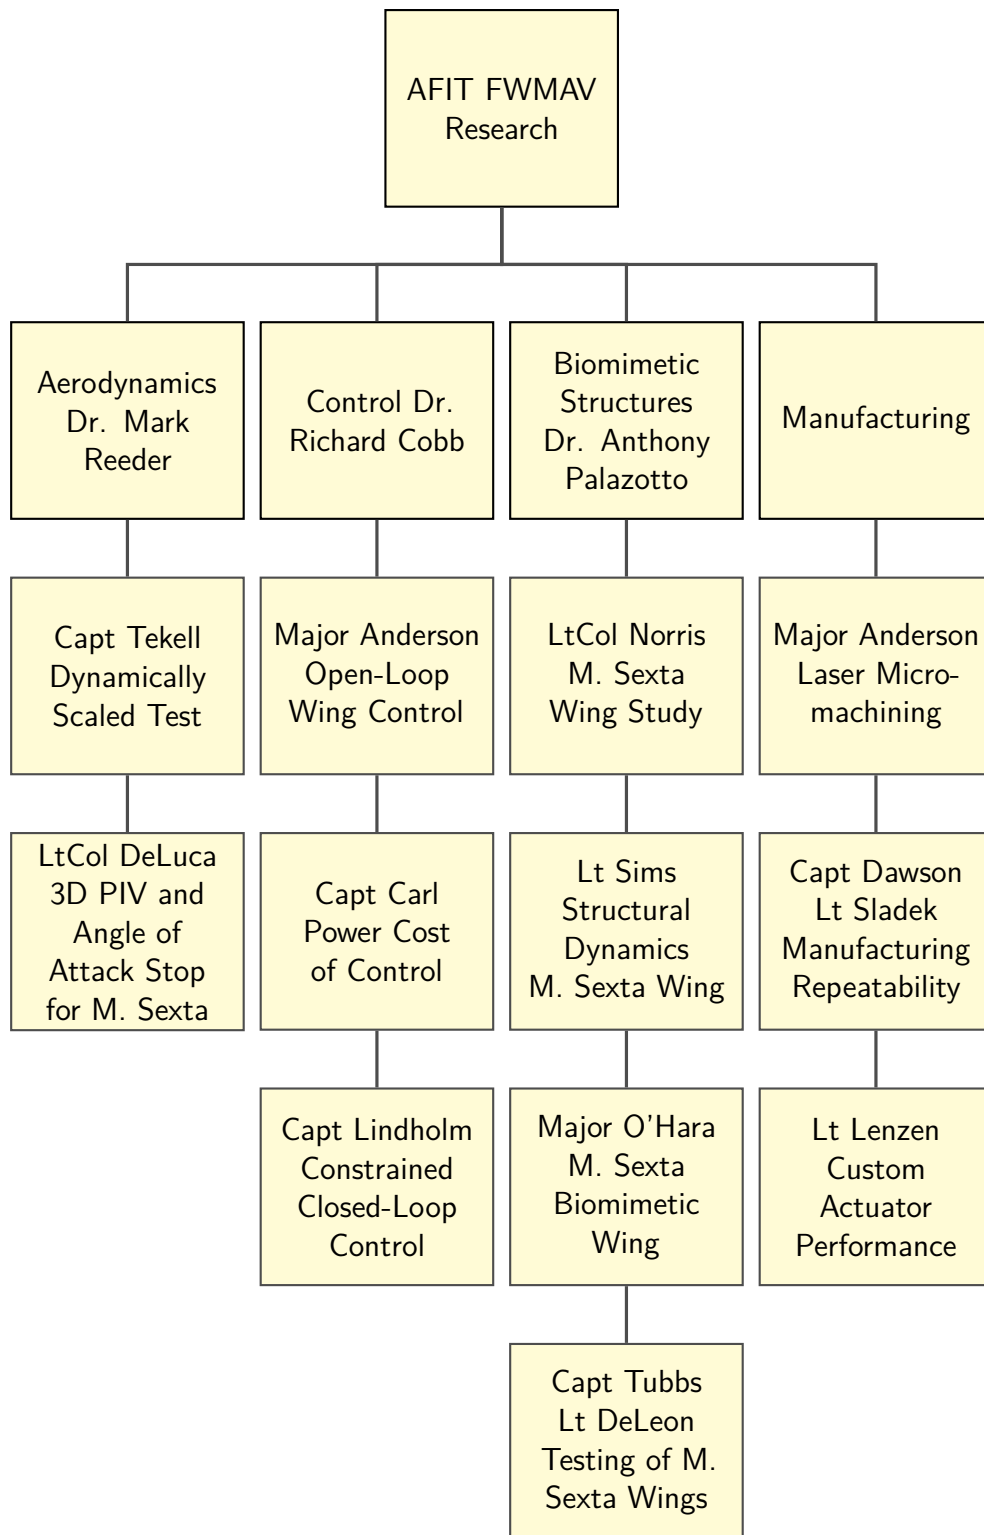 AFIT FWMAV
Research
Aerodynamics
Dr. Mark
Reeder
Control Dr.
Richard Cobb
Biomimetic
Structures
Dr. Anthony
Palazotto
Manufacturing
Capt Tekell
Dynamically
Scaled Test
Major Anderson
Open-Loop
Wing Control
LtCol Norris
M. Sexta
Wing Study
Major Anderson
Laser Micro-
machining
LtCol DeLuca
3D PIV and
Angle of
Attack Stop
for M. Sexta
Capt Carl
Power Cost
of Control
Lt Sims
Structural
Dynamics
M. Sexta Wing
Capt Dawson
Lt Sladek
Manufacturing
Repeatability
Capt Lindholm
Constrained
Closed-Loop
Control
Major O'Hara
M. Sexta
Biomimetic
Wing
Lt Lenzen
Custom
Actuator
Performance
Capt Tubbs
Lt DeLeon
Testing of M.
Sexta Wings